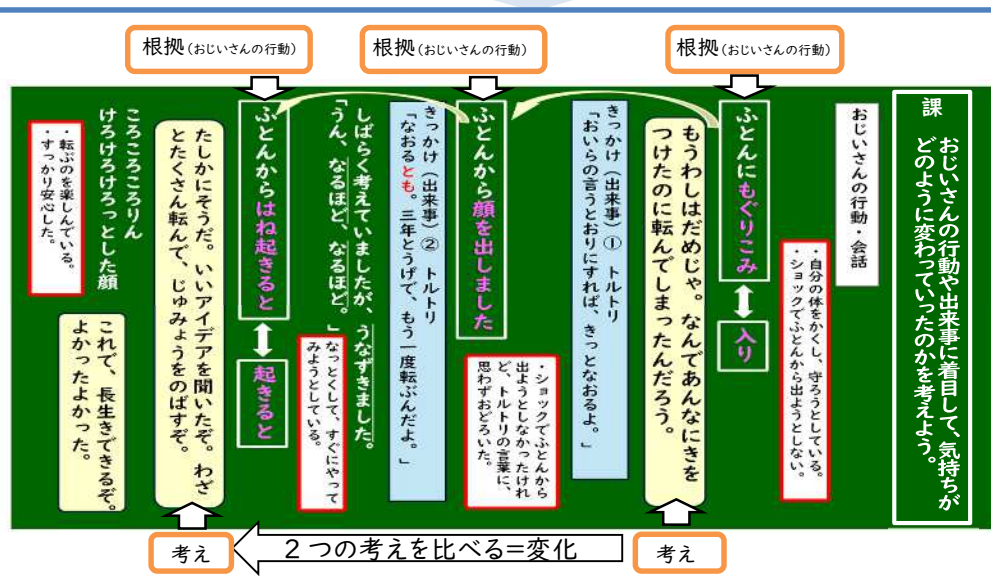 根拠(おじいさんの行動)
根拠(おじいさんの行動)
根拠(おじいさんの行動)
課 おじいさんの行動や出来事に着目して、気持ちが
どのように変わっていったのかを考えよう。
おじいさんの行動・会話
ふとんにもぐりこみ
入り
・自分の体をかくし、守ろうとしている。
・ショックでふとんから出ようとしない。
もうわしはだめじゃ。なんであんなにきを
つけたのに転んでしまったんだろう。
きっかけ(出来事)① トルトリ
「おいらの言うとおりにすれば、きっとなおるよ。」
ふとんから顔を出しました
・ショックでふとんから
出ようとしなかったけれ
ど、トルトリの言葉に、
思わずおどろいた。
きっかけ(出来事)② トルトリ
「なおるとも。三年とうげで、もう一度転ぶんだよ。」
しばらく考えていましたが、うなずきました。
「うん、なるほど、なるほど。」
なっとくして、すぐにやって
みようとしている。
ふとんからはね起きると
起きると
たしかにそうだ。いいアイデアを聞いたぞ。わざ
とたくさん転んで、じゅみょうをのばすぞ。
ころころころりん
けろけろけろっとした顔
・転ぶのを楽しんでいる。
・すっかり安心した。
これで、長生きできるぞ。
よかったよかった。
考え
2つの考えを比べる=変化
考え